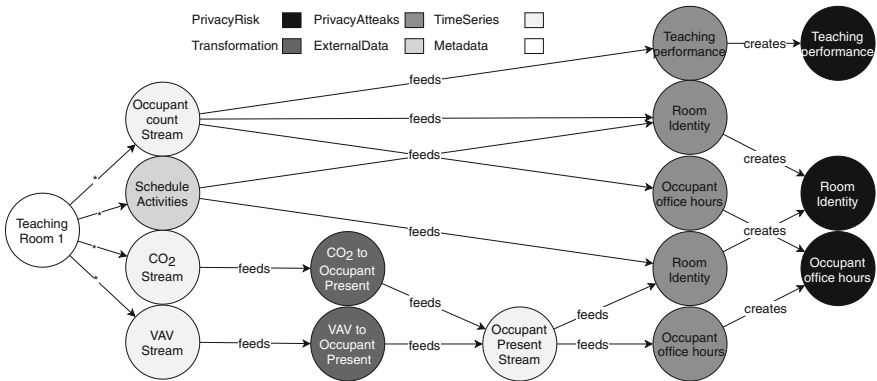 PrivacyRisk
PrivacyAtteaks
TimeSeries
Transformation
ExternalData
Metadata
Teaching
performance
creates
Teaching
performance
feeds
Occupant
count
Stream
feeds
Room
Identity
feeds
creates
*
*
*
*
Teaching
Room 1
Schedule
Activities
Occupant
office hours
Room
Identity
feeds
creates
CO2
Stream
feeds
CO2 to
Occupant
Present
feeds
Room
Identity
Occupant
office hours
feeds
creates
VAV
Stream
feeds
VAV to
Occupant
Present
feeds
Occupant
Present
Stream
feeds
Occupant
office hours